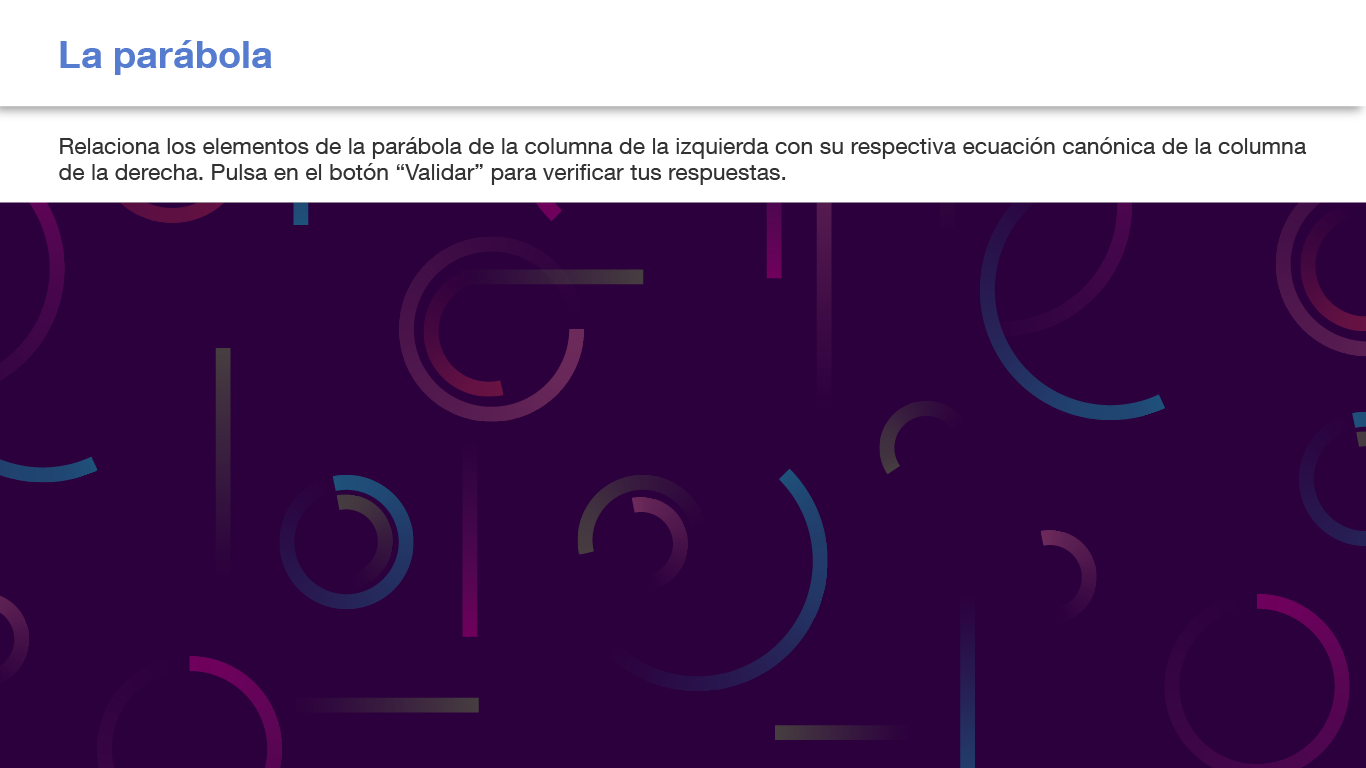 La parábola
Relaciona los elementos de la parábola de la columna de la izquierda con su respectiva ecuación canónica de la columna
de la derecha. Pulsa en el botón “Validar” para verificar tus respuestas.